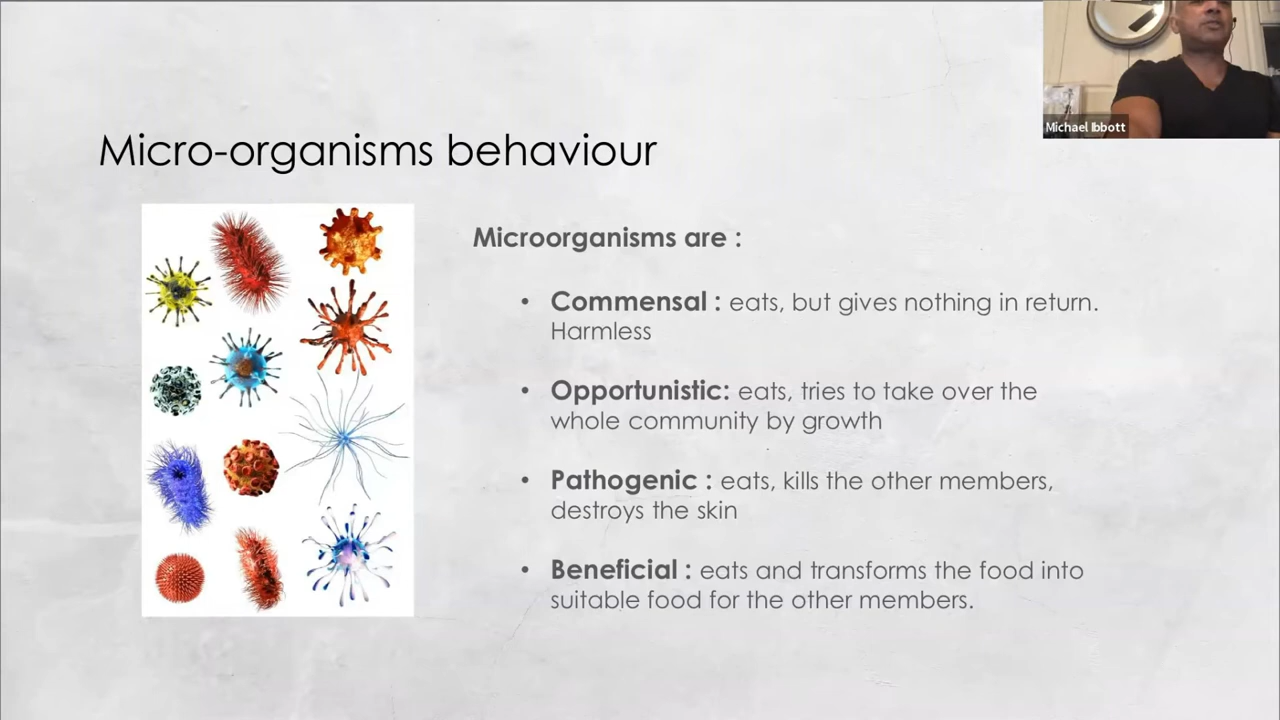 Michael Ibbott
Micro-organisms behaviour
Microorganisms are :
• Commensal : eats, but gives nothing in return.
Harmless
• Opportunistic: eats, tries to take over the
whole community by growth
• Pathogenic : eats, kills the other members,
destroys the skin
• Beneficial : eats and transforms the food into
suitable food for the other members.